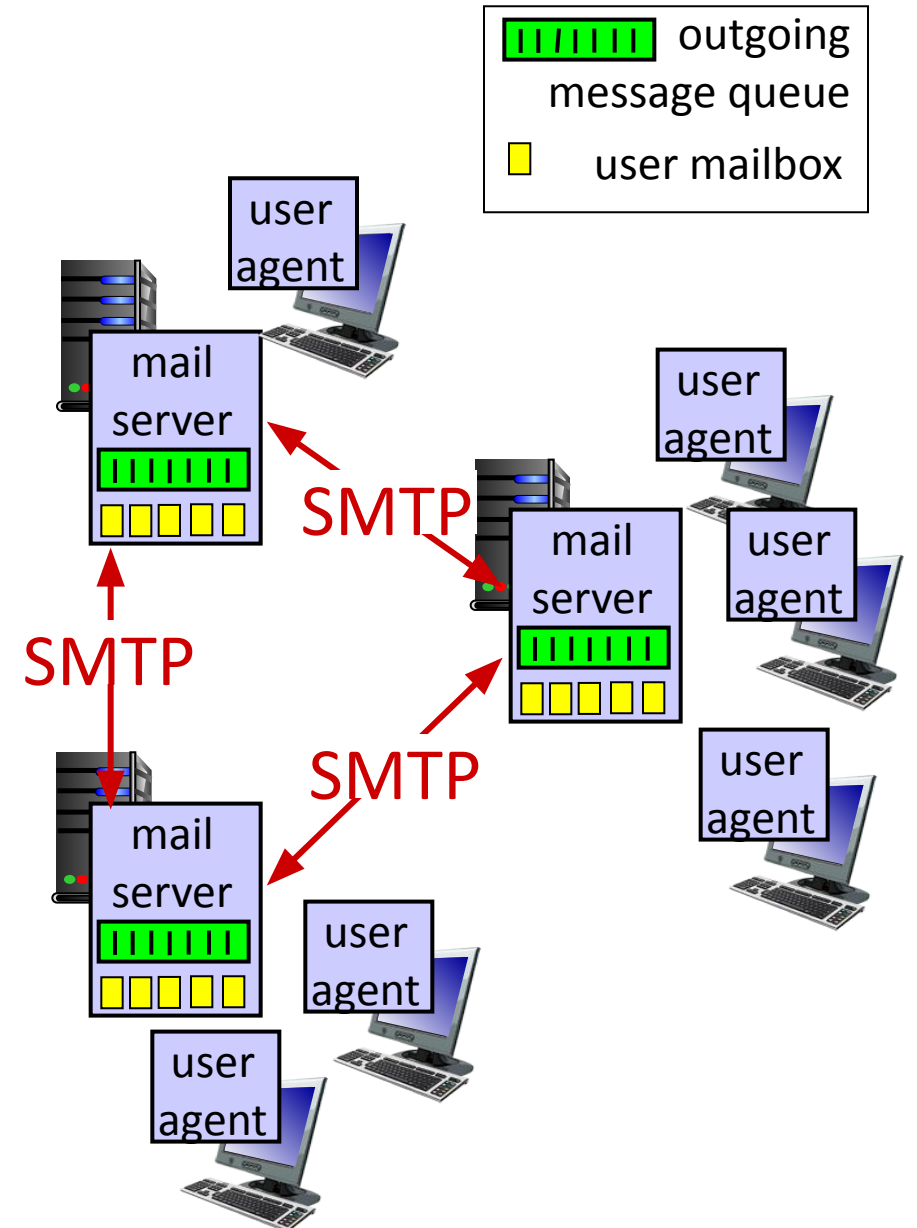 outgoing
message queue
user mailbox
user
agent
mail
server
SMTP
user
agent
mail
server
user
agent
SMTP
SMTP
user
agent
mail
server
user
agent
user
agent